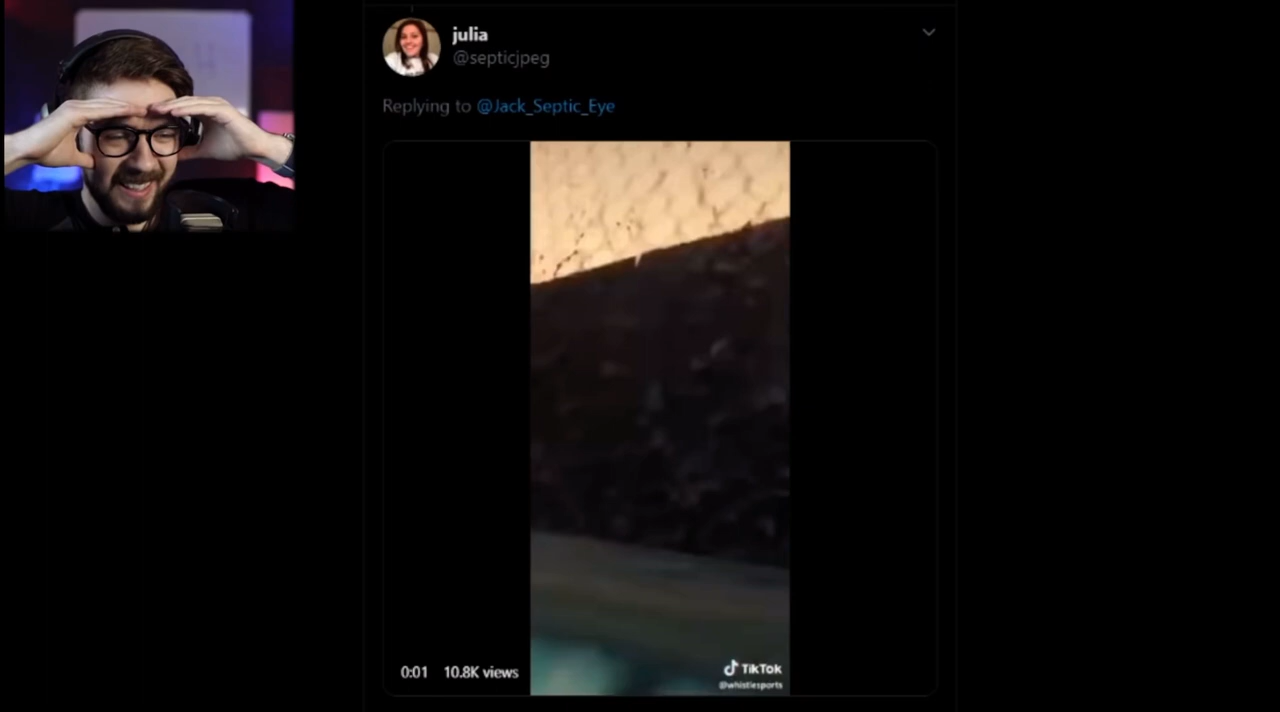 julia
@septicjpeg
Replying to @Jack_Septic_Eye
0:01 10.8K views
TikTok
@whistlesports